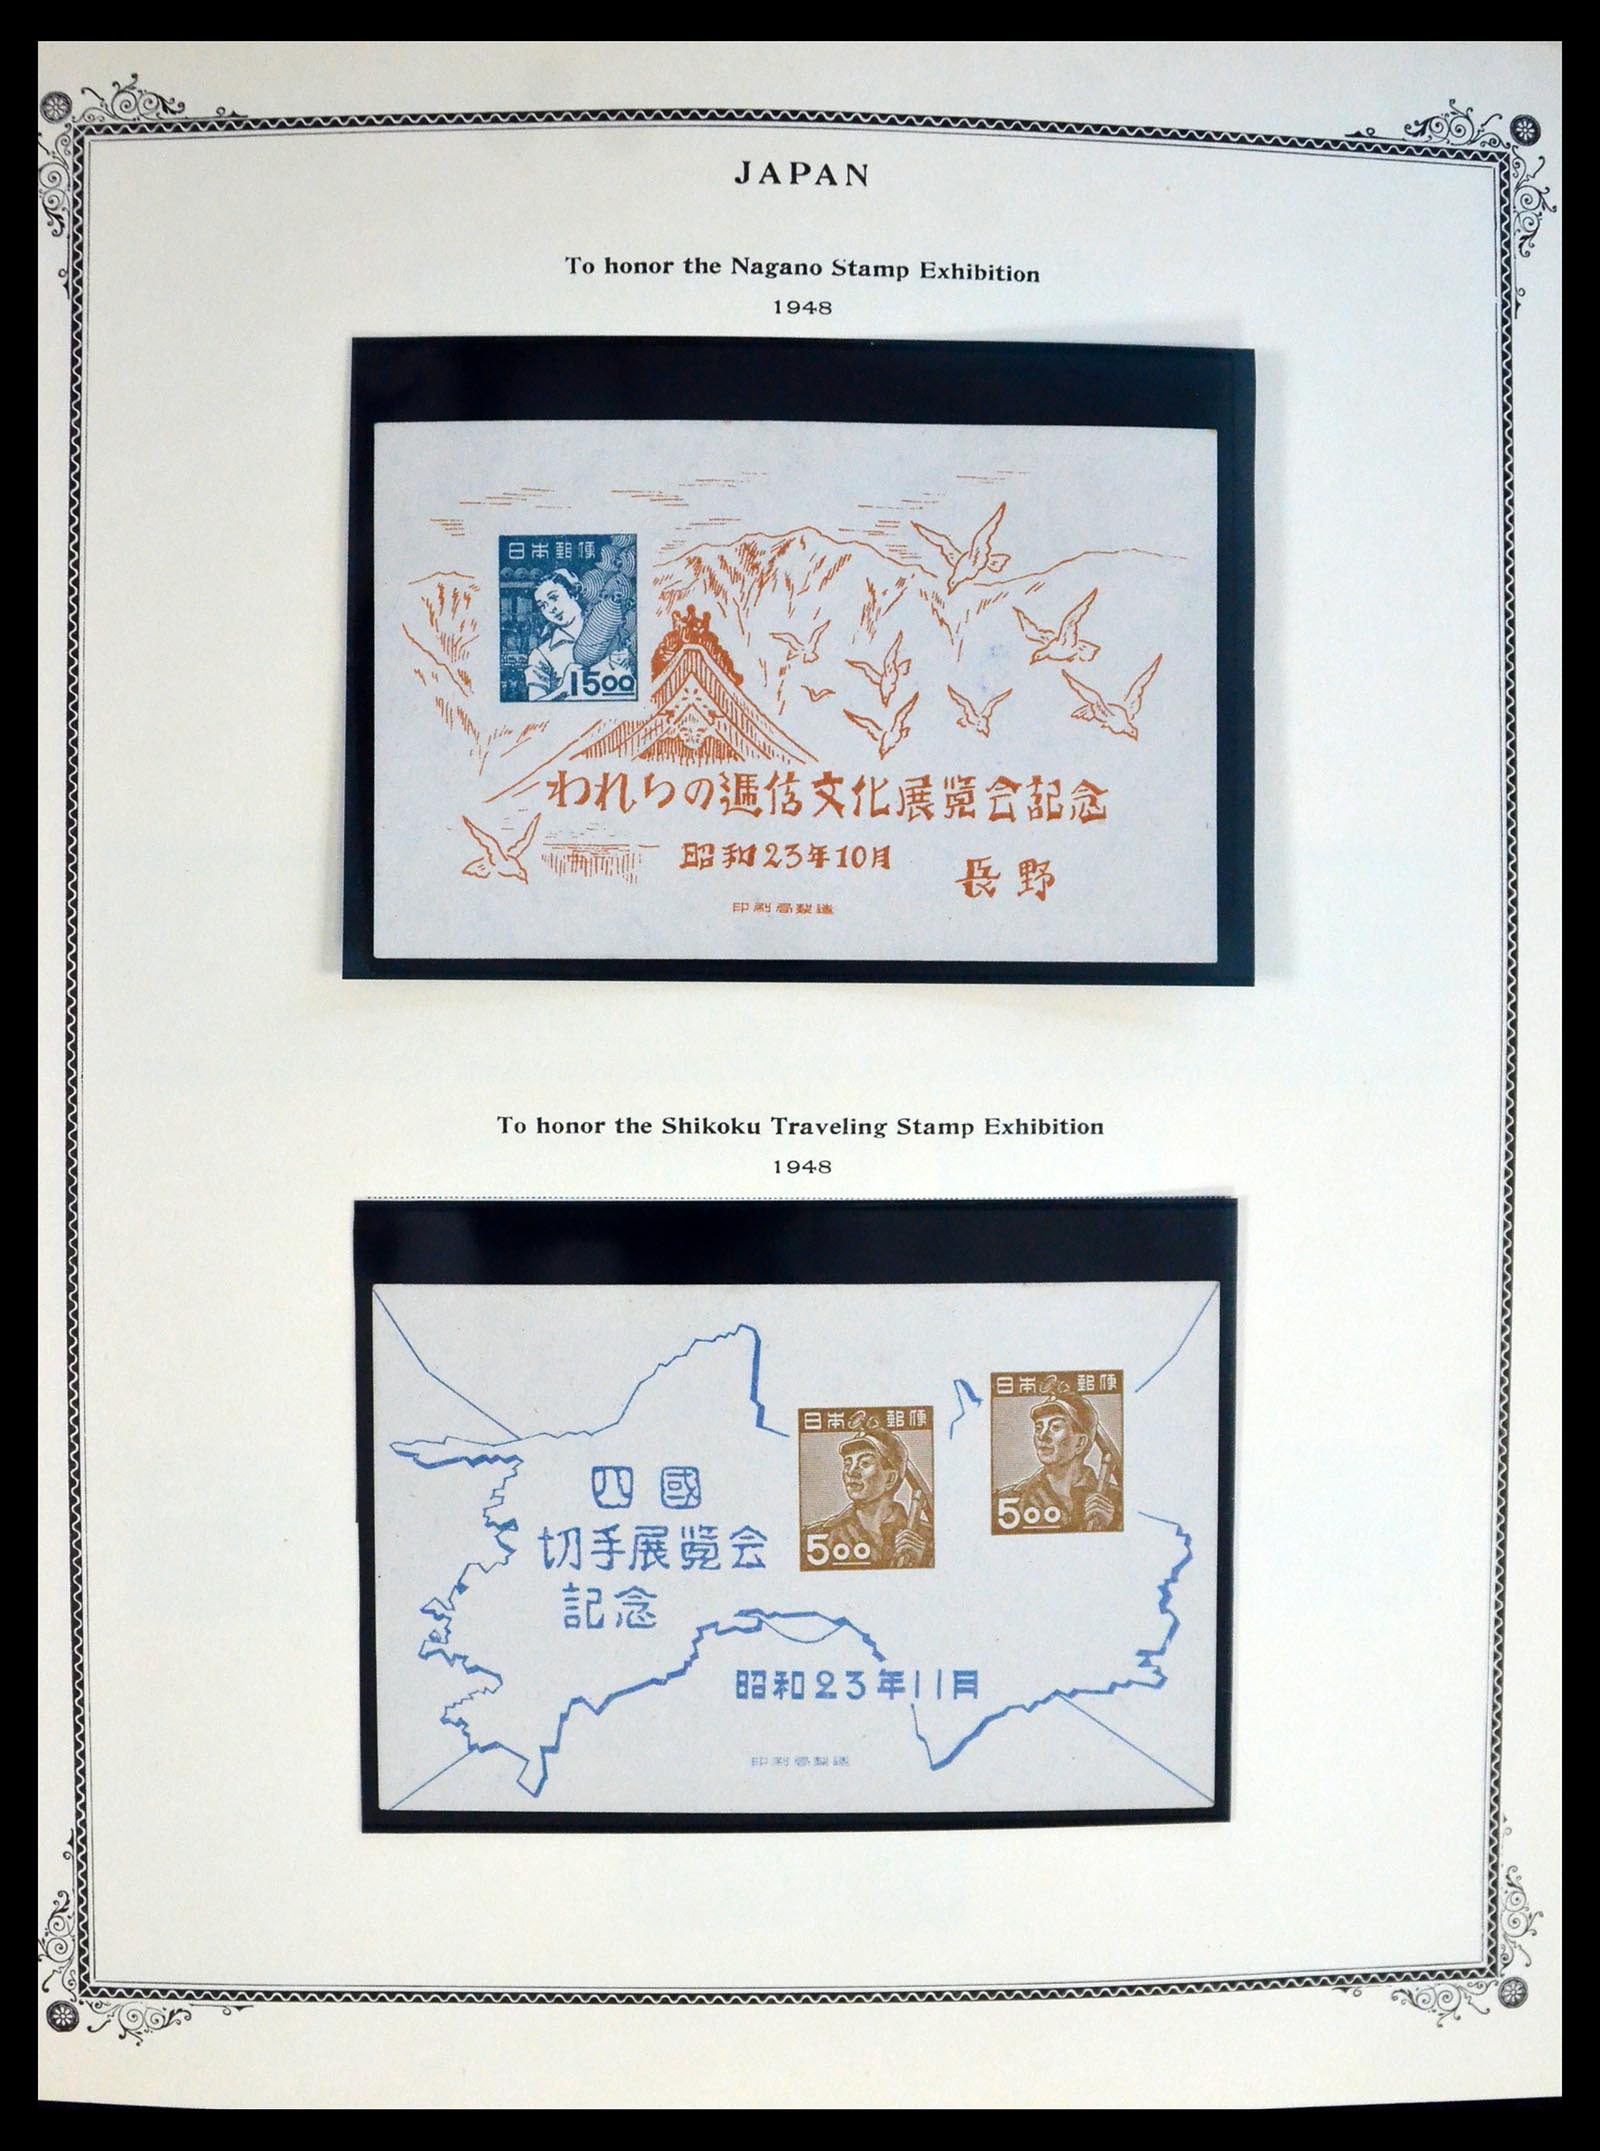 JAPAN
To honor the Nagano Stamp Exhibition
1948
日本郵便
15.00
われらの逓信文化展覧会記念
昭和23年10月
長野
印刷局製造
To honor the Shikoku Traveling Stamp Exhibition
1948
日本郵便
5.00
日本郵便
5.00
四國
切手展覧会
記念
昭和23年11月
印刷局製造